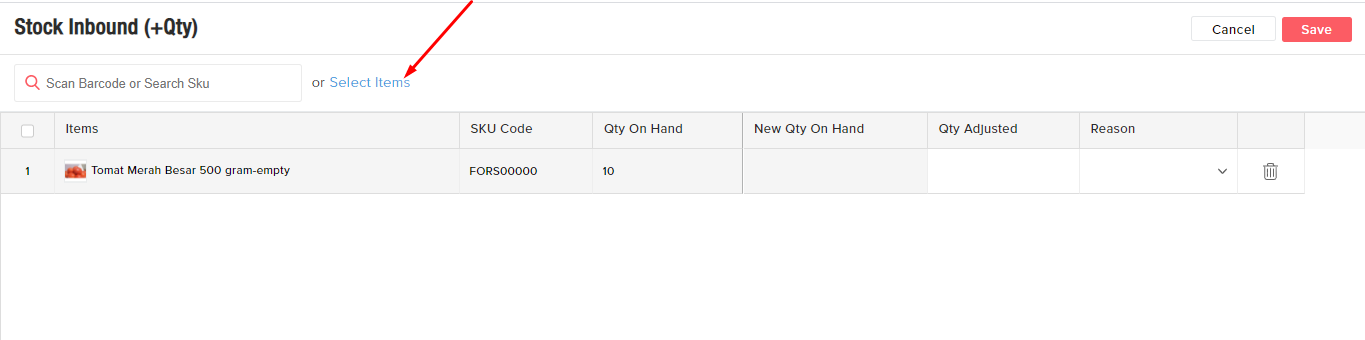 Stock Inbound (+Qty)
Cancel
Save
Scan Barcode or Search Sku
or Select Items
Items
SKU Code
Qty On Hand
New Qty On Hand
Qty Adjusted
Reason
1
Tomat Merah Besar 500 gram-empty
FORS00000
10